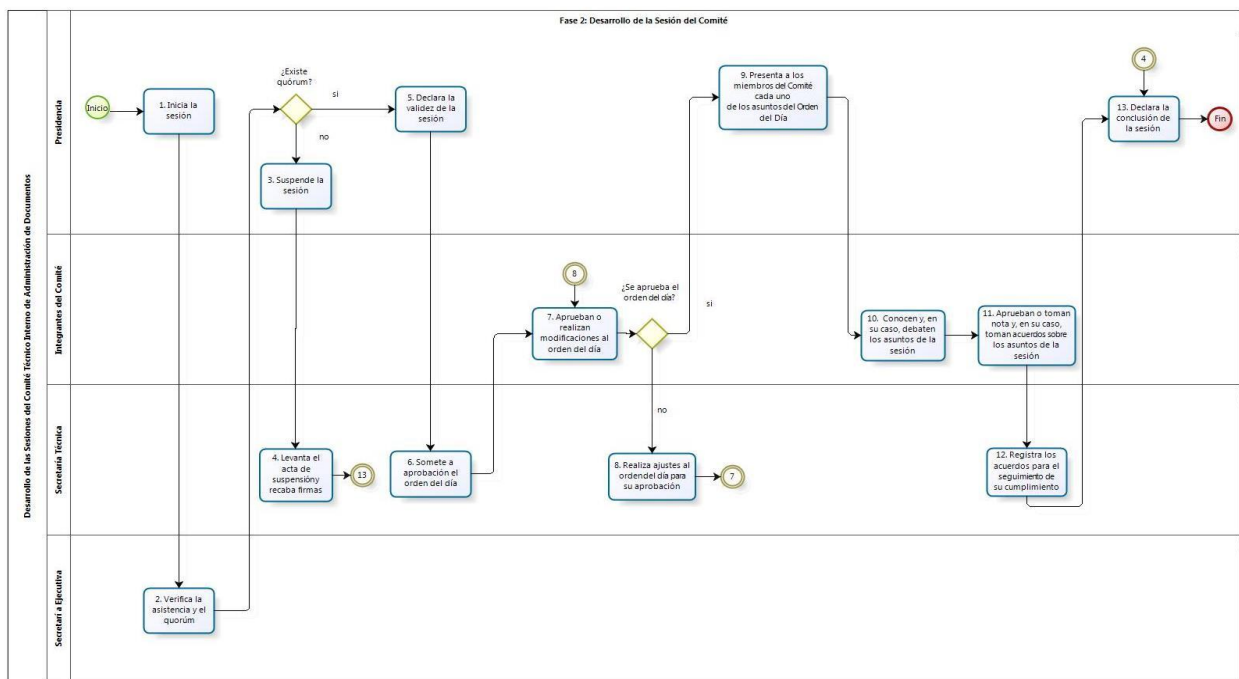 Fase 2: Desarrollo de la Sesión del Comité
Desarrollo de las Sesiones del Comité Técnico Interno de Administración de Documentos
Presidencia
Inicio
1. Inicia la
sesión
¿Existe
quórum?
si
no
3. Suspende la
sesión
5. Declara la
validez de la
sesión
9. Presenta a los
miembros del Comité
cada uno
de los asuntos del Orden
del Día
4
13. Declara la
conclusión de
la sesión
Fin
Integrantes del Comité
8
7. Aprueban o
realizan
modificaciones al
orden del día
¿Se aprueba el
orden del día?
si
no
10. Conocen y, en
su caso, debaten
los asuntos de la
sesión
11. Aprueban o toman
nota y, en su caso,
toman acuerdos sobre
los asuntos de la
sesión
Secretaría Técnica
4. Levanta el
acta de
suspensióny
recaba firmas
13
6. Somete a
aprobación el
orden del día
8. Realiza ajustes al
ordendel día para
su aprobación
7
12. Registra los
acuerdos para el
seguimiento de
su cumplimiento
Secretarí a Ejecutiva
2. Verifica la
asistencia y el
quorúm